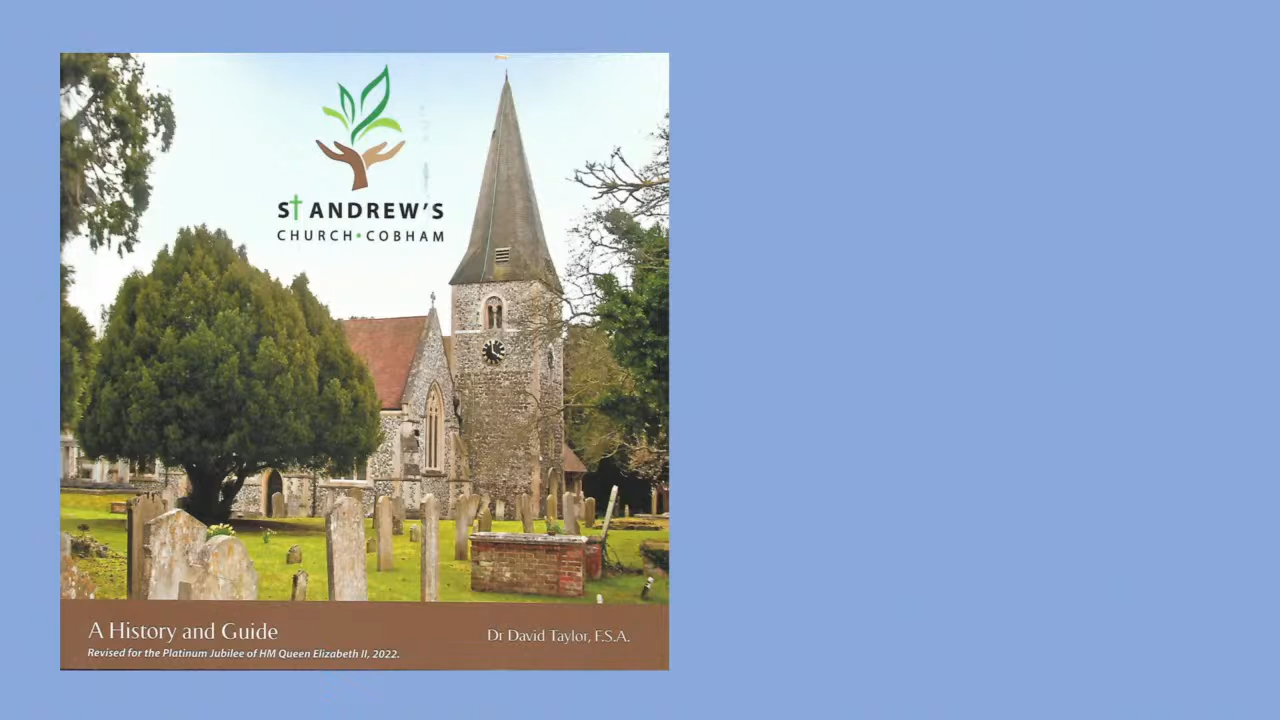 ST ANDREW'S
CHURCH•COBHAM
A History and Guide
Dr David Taylor, F.S.A.
Revised for the Platinum Jubilee of HM Queen Elizabeth II, 2022.